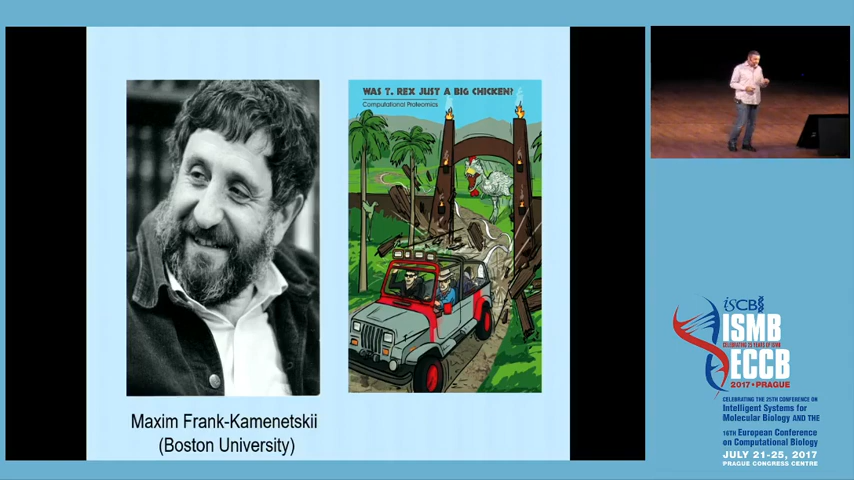 WAS T. REX JUST A BIG CHICKEN?
Computational Proteomics
Maxim Frank-Kamenetskii
(Boston University)
isCB
ISMB
CELEBRATING 25 YEARS OF ISMB
ECCB
2017 • PRAGUE
CELEBRATING THE 25TH CONFERENCE ON
Intelligent Systems for
Molecular Biology AND THE
16TH European Conference
on Computational Biology
JULY 21-25, 2017
PRAGUE CONGRESS CENTRE